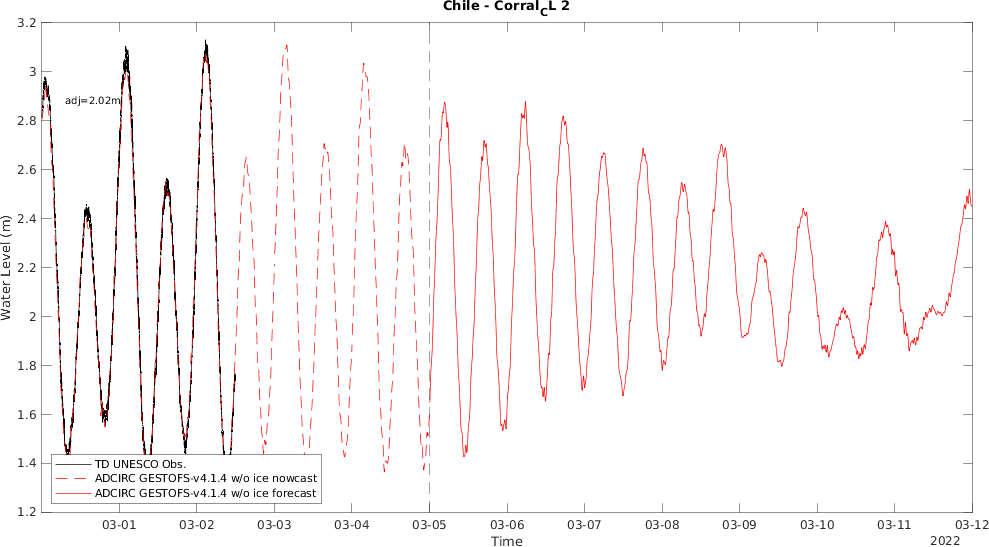 Chile - Corral_CL 2
3.2
3
2.8
2.6
2.4
2.2
2
1.8
1.6
1.4
1.2
Water Level (m)
adj=2.02m
TD UNESCO Obs.
ADCIRC GESTOFS-v4.1.4 w/o ice nowcast
ADCIRC GESTOFS-v4.1.4 w/o ice forecast
03-01 03-02 03-03 03-04 03-05 03-06 03-07 03-08 03-09 03-10 03-11 03-12
Time
2022